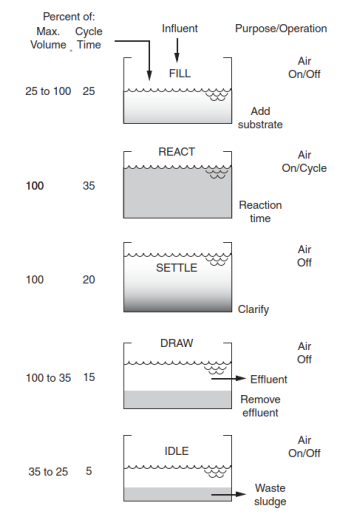 Percent of:
Max. Cycle
Volume Time
Influent
Purpose/Operation
FILL
Air
On/Off
25 to 100 25
Add
substrate
REACT
Air
On/Cycle
100 35
Reaction
time
Air
Off
SETTLE
100 20
Clarify
DRAW
Air
Off
100 to 35 15
Effluent
Remove
effluent
Air
On/Off
IDLE
35 to 25 5
Waste
sludge